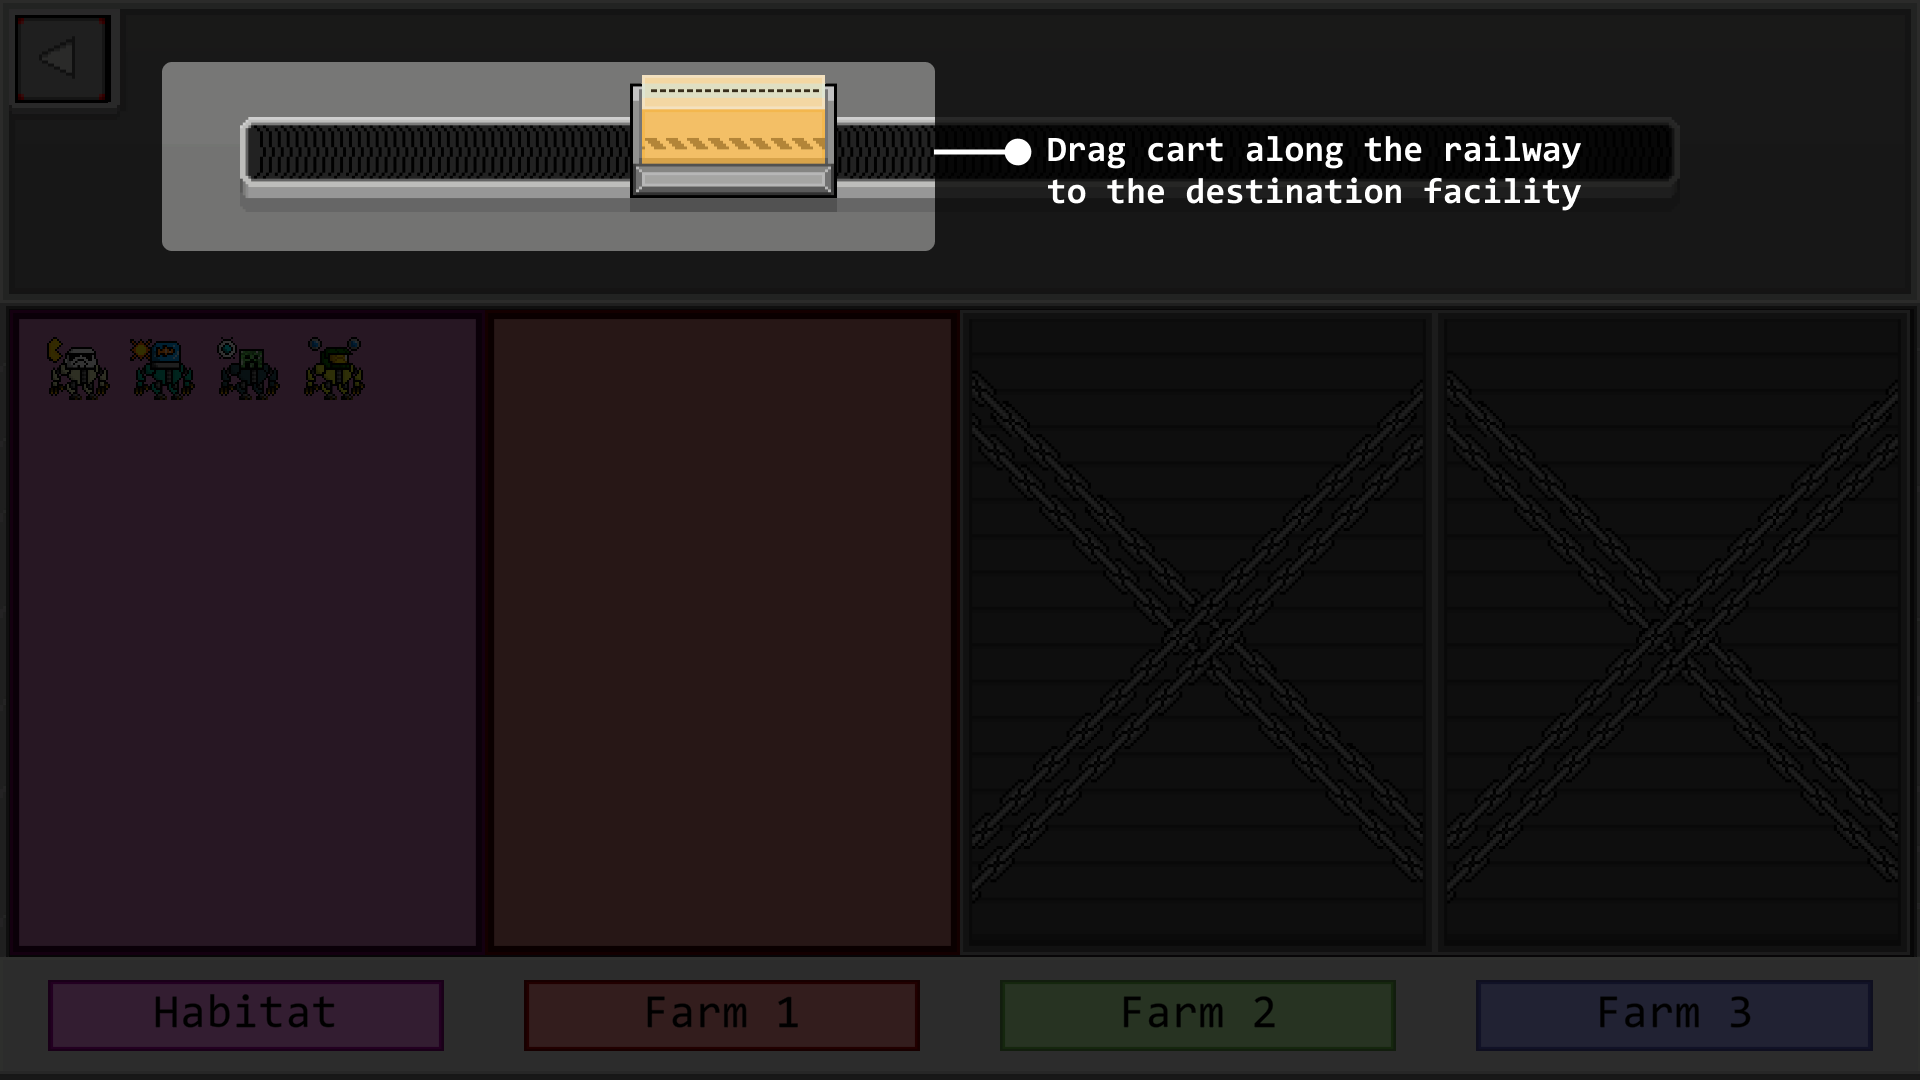 Drag cart along the railway
to the destination facility
Habitat
Farm 1
Farm 2
Farm 3